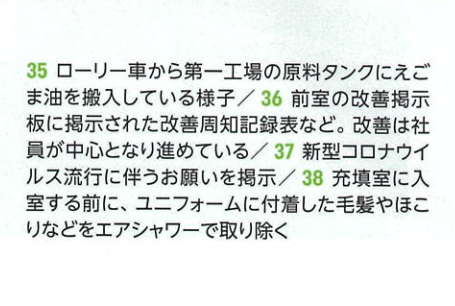 35 ローリー車から第一工場の原料タンクにえご
ま油を搬入している様子／36 前室の改善掲示
板に掲示された改善周知記録表など。改善は社
員が中心となり進めている／37 新型コロナウイ
ルス流行に伴うお願いを掲示／38 充填室に入
室する前に、ユニフォームに付着した毛髪やほこ
りなどをエアシャワーで取り除く